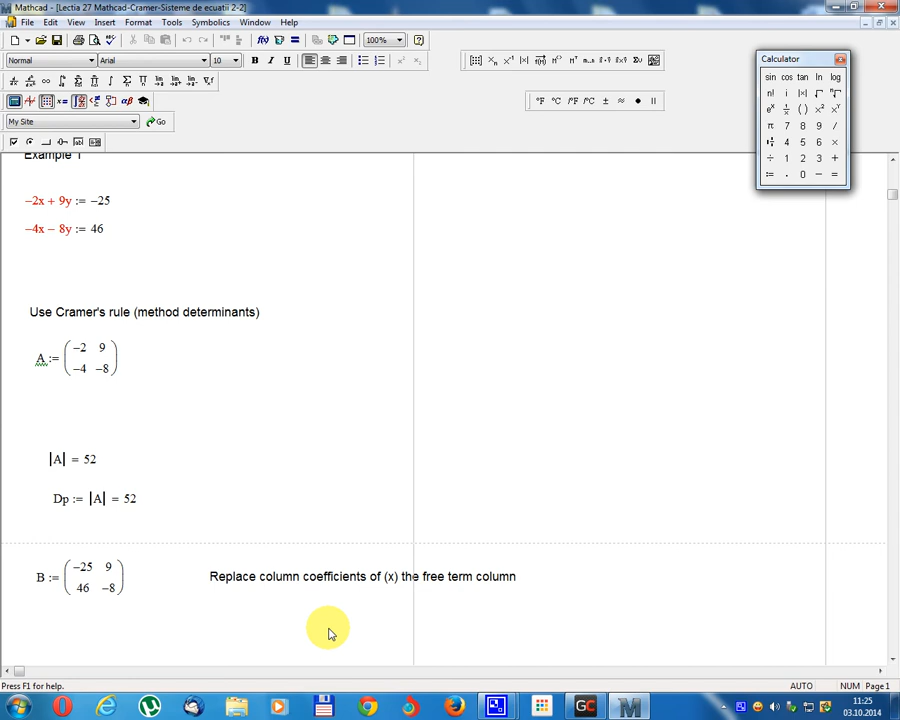 Mathcad - [Lectia 27 Mathcad-Cramer-Sisteme de ecuatii 2-2]
File Edit View Insert Format Tools Symbolics Window Help
100%
Normal Arial 10 B I U
My Site Go
Calculator
sin cos tan ln log
n! i |×| √ ⁿ√
eˣ 1/x ( ) x² xʸ
π 7 8 9 /
4 5 6 ×
÷ 1 2 3 +
:= . 0 − =
Example 1
−2x + 9y := −25
−4x − 8y := 46
Use Cramer's rule (method determinants)
A := ( −2 9
−4 −8 )
|A| = 52
Dp := |A| = 52
B := ( −25 9
46 −8 )
Replace column coefficients of (x) the free term column
Press F1 for help.
AUTO NUM Page 1
11:25
03.10.2014